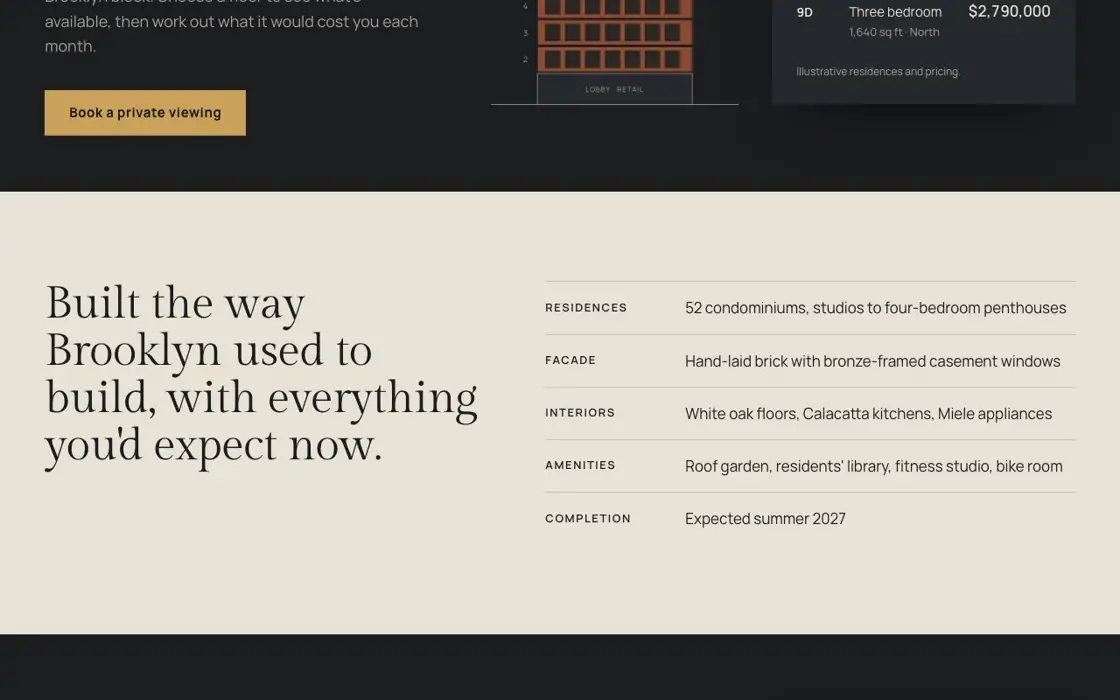 available, then work out what it would cost you each
month.
Book a private viewing
4
3
2
LOBBY RETAIL
9D Three bedroom $2,790,000
1,640 sq ft · North
Illustrative residences and pricing.
Built the way
Brooklyn used to
build, with everything
you'd expect now.
RESIDENCES 52 condominiums, studios to four-bedroom penthouses
FACADE Hand-laid brick with bronze-framed casement windows
INTERIORS White oak floors, Calacatta kitchens, Miele appliances
AMENITIES Roof garden, residents' library, fitness studio, bike room
COMPLETION Expected summer 2027